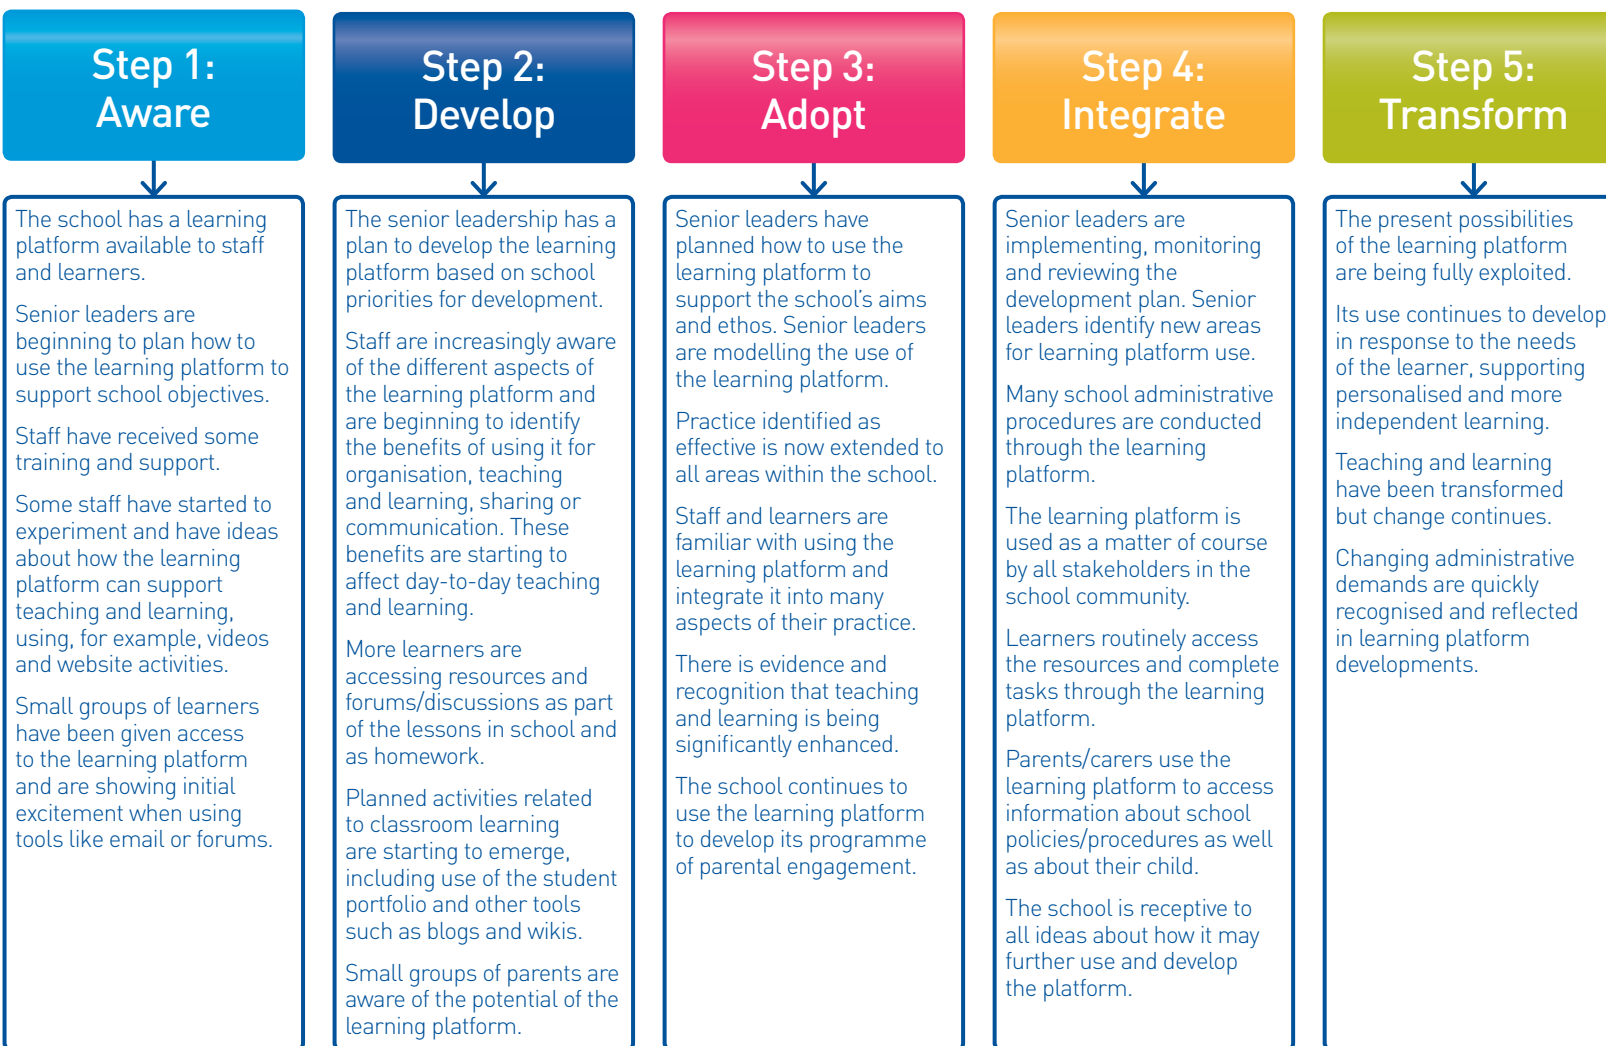 Step 1:
Aware
The school has a learning
platform available to staff
and learners.
Senior leaders are
beginning to plan how to
use the learning platform to
support school objectives.
Staff have received some
training and support.
Some staff have started to
experiment and have ideas
about how the learning
platform can support
teaching and learning,
using, for example, videos
and website activities.
Small groups of learners
have been given access
to the learning platform
and are showing initial
excitement when using
tools like email or forums.
Step 2:
Develop
The senior leadership has a
plan to develop the learning
platform based on school
priorities for development.
Staff are increasingly aware
of the different aspects of
the learning platform and
are beginning to identify
the benefits of using it for
organisation, teaching
and learning, sharing or
communication. These
benefits are starting to
affect day-to-day teaching
and learning.
More learners are
accessing resources and
forums/discussions as part
of the lessons in school and
as homework.
Planned activities related
to classroom learning
are starting to emerge,
including use of the student
portfolio and other tools
such as blogs and wikis.
Small groups of parents are
aware of the potential of the
learning platform.
Step 3:
Adopt
Senior leaders have
planned how to use the
learning platform to
support the school's aims
and ethos. Senior leaders
are modelling the use of
the learning platform.
Practice identified as
effective is now extended to
all areas within the school.
Staff and learners are
familiar with using the
learning platform and
integrate it into many
aspects of their practice.
There is evidence and
recognition that teaching
and learning is being
significantly enhanced.
The school continues to
use the learning platform
to develop its programme
of parental engagement.
Step 4:
Integrate
Senior leaders are
implementing, monitoring
and reviewing the
development plan. Senior
leaders identify new areas
for learning platform use.
Many school administrative
procedures are conducted
through the learning
platform.
The learning platform is
used as a matter of course
by all stakeholders in the
school community.
Learners routinely access
the resources and complete
tasks through the learning
platform.
Parents/carers use the
learning platform to access
information about school
policies/procedures as well
as about their child.
The school is receptive to
all ideas about how it may
further use and develop
the platform.
Step 5:
Transform
The present possibilities
of the learning platform
are being fully exploited.
Its use continues to develop
in response to the needs
of the learner, supporting
personalised and more
independent learning.
Teaching and learning
have been transformed
but change continues.
Changing administrative
demands are quickly
recognised and reflected
in learning platform
developments.